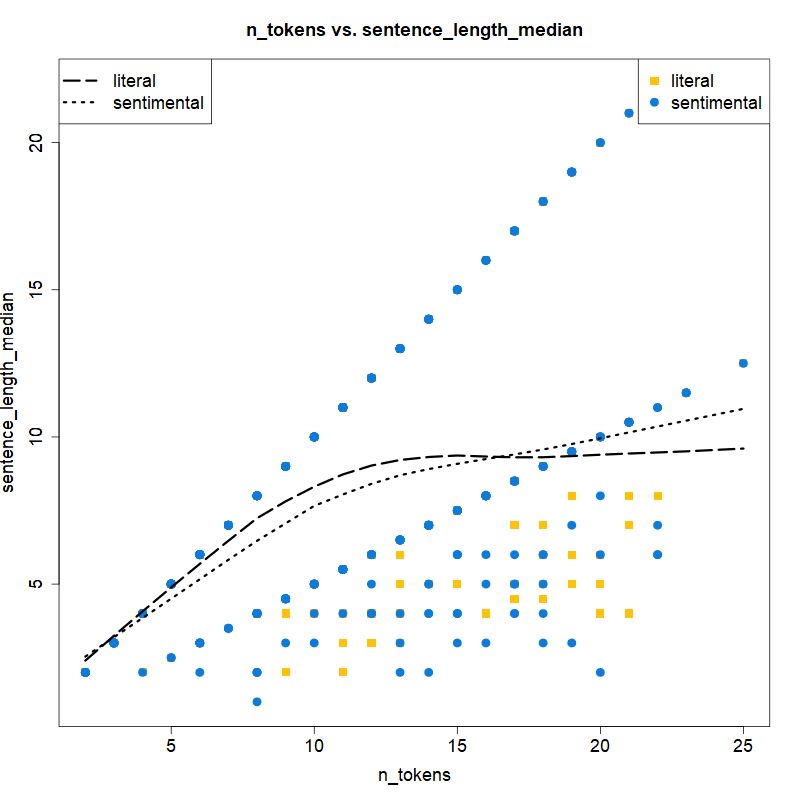 n_tokens vs. sentence_length_median
literal
sentimental
literal
sentimental
sentence_length_median
20
15
10
5
5
10
15
20
25
n_tokens